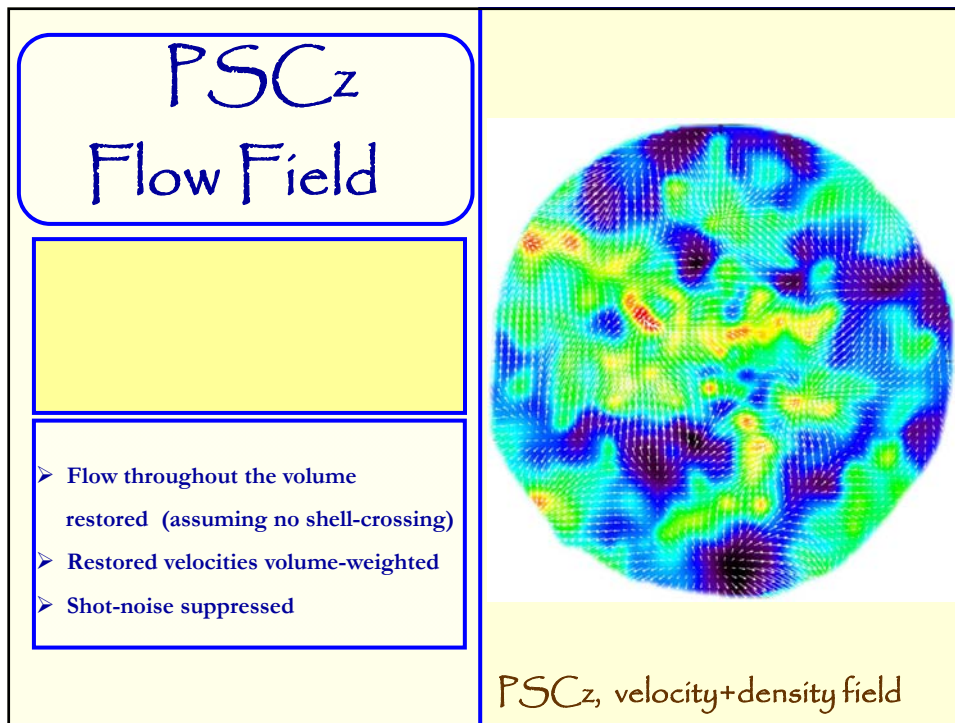 PSCz
Flow Field
➢ Flow throughout the volume
restored (assuming no shell-crossing)
➢ Restored velocities volume-weighted
➢ Shot-noise suppressed
PSCz, velocity+density field